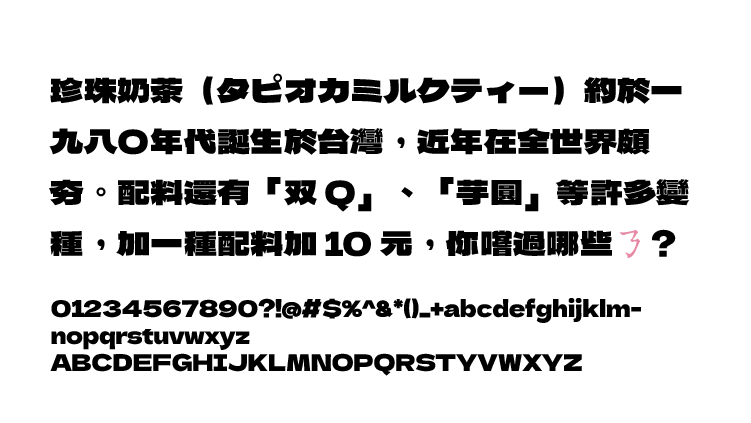 珍珠奶茶（タピオカミルクティー）約於一
九八〇年代誕生於台灣，近年在全世界頗
夯。配料還有「双Q」、「芋圓」等許多變
種，加一種配料加 10 元，你嚐過哪些ㄋ？
0123456789O?!@#$%^&*()_+abcdefghijklm-
nopqrstuvwxyz
ABCDEFGHIJKLMNOPQRSTYVWXYZ